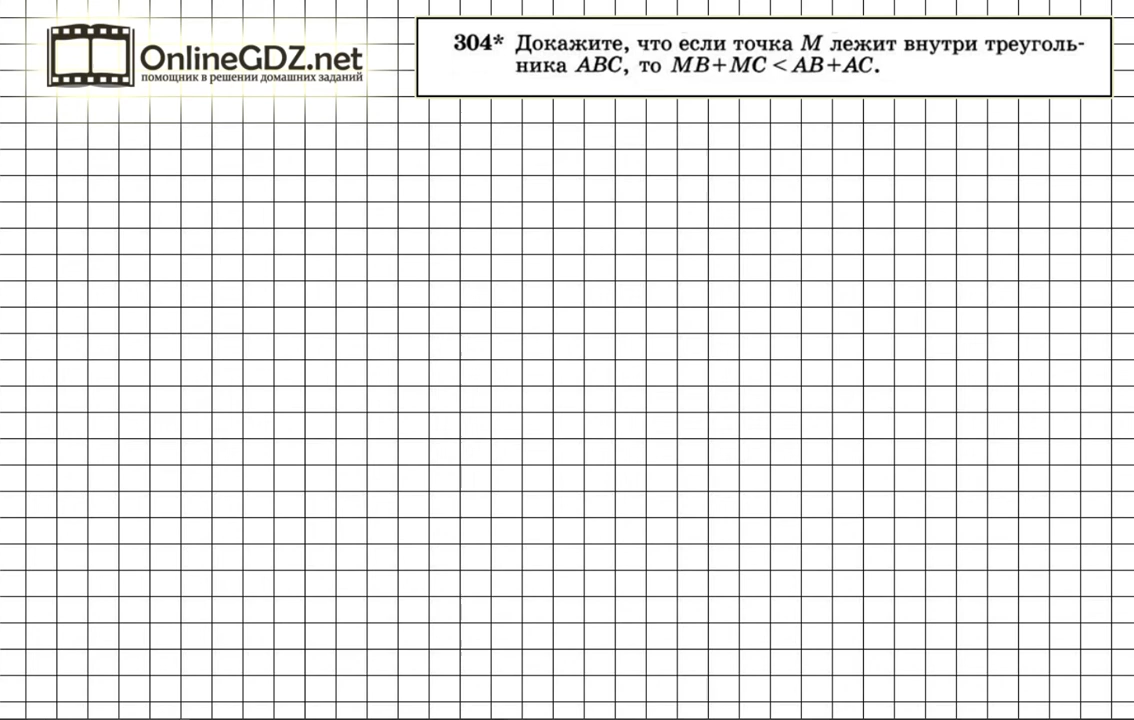 OnlineGDZ.net
помощник в решении домашних заданий
304* Докажите, что если точка M лежит внутри треуголь-
ника ABC, то MB+MC < AB+AC.